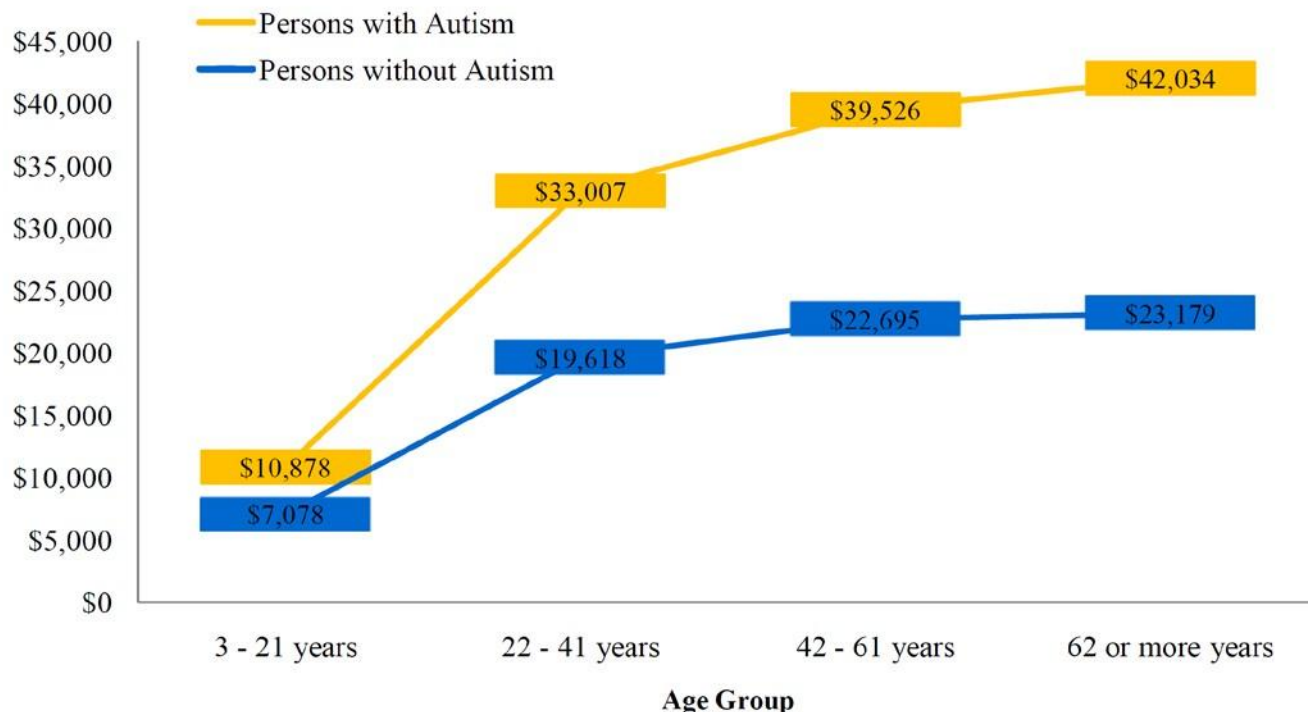 Persons with Autism
Persons without Autism
$45,000
$40,000
$35,000
$30,000
$25,000
$20,000
$15,000
$10,000
$5,000
$0
$10,878
$33,007
$39,526
$42,034
$7,078
$19,618
$22,695
$23,179
3 - 21 years
22 - 41 years
42 - 61 years
62 or more years
Age Group